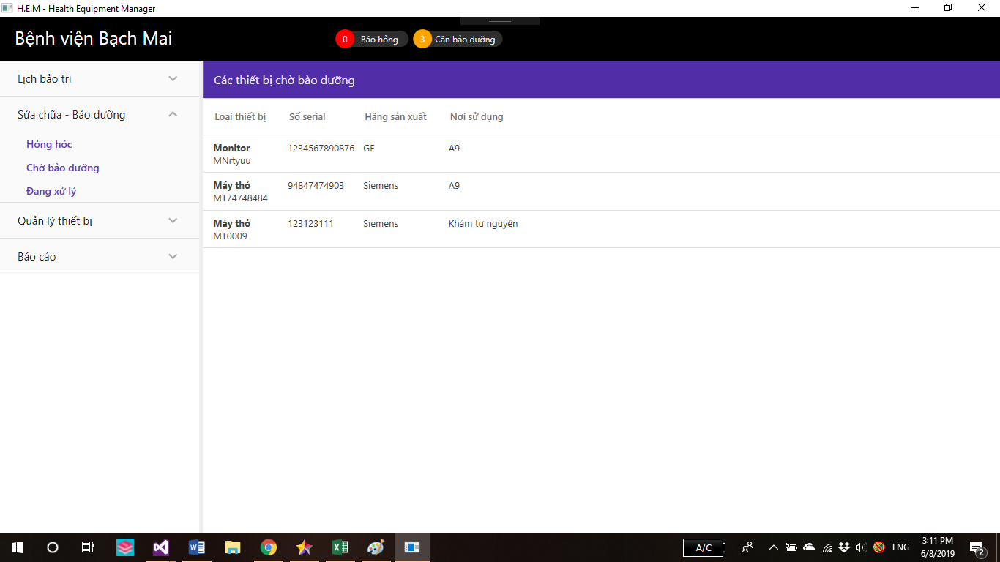 H.E.M - Health Equipment Manager
Bệnh viện Bạch Mai
0 Báo hỏng 3 Cần bảo dưỡng
Lịch bảo trì
Sửa chữa - Bảo dưỡng
Hỏng hóc
Chờ bảo dưỡng
Đang xử lý
Quản lý thiết bị
Báo cáo
Các thiết bị chờ bào dưỡng
Loại thiết bị Số serial Hãng sản xuất Nơi sử dụng
Monitor 1234567890876 GE A9
MNrtyuu
Máy thở 94847474903 Siemens A9
MT74748484
Máy thở 123123111 Siemens Khám tự nguyện
MT0009
A/C ENG 3:11 PM
6/8/2019 2